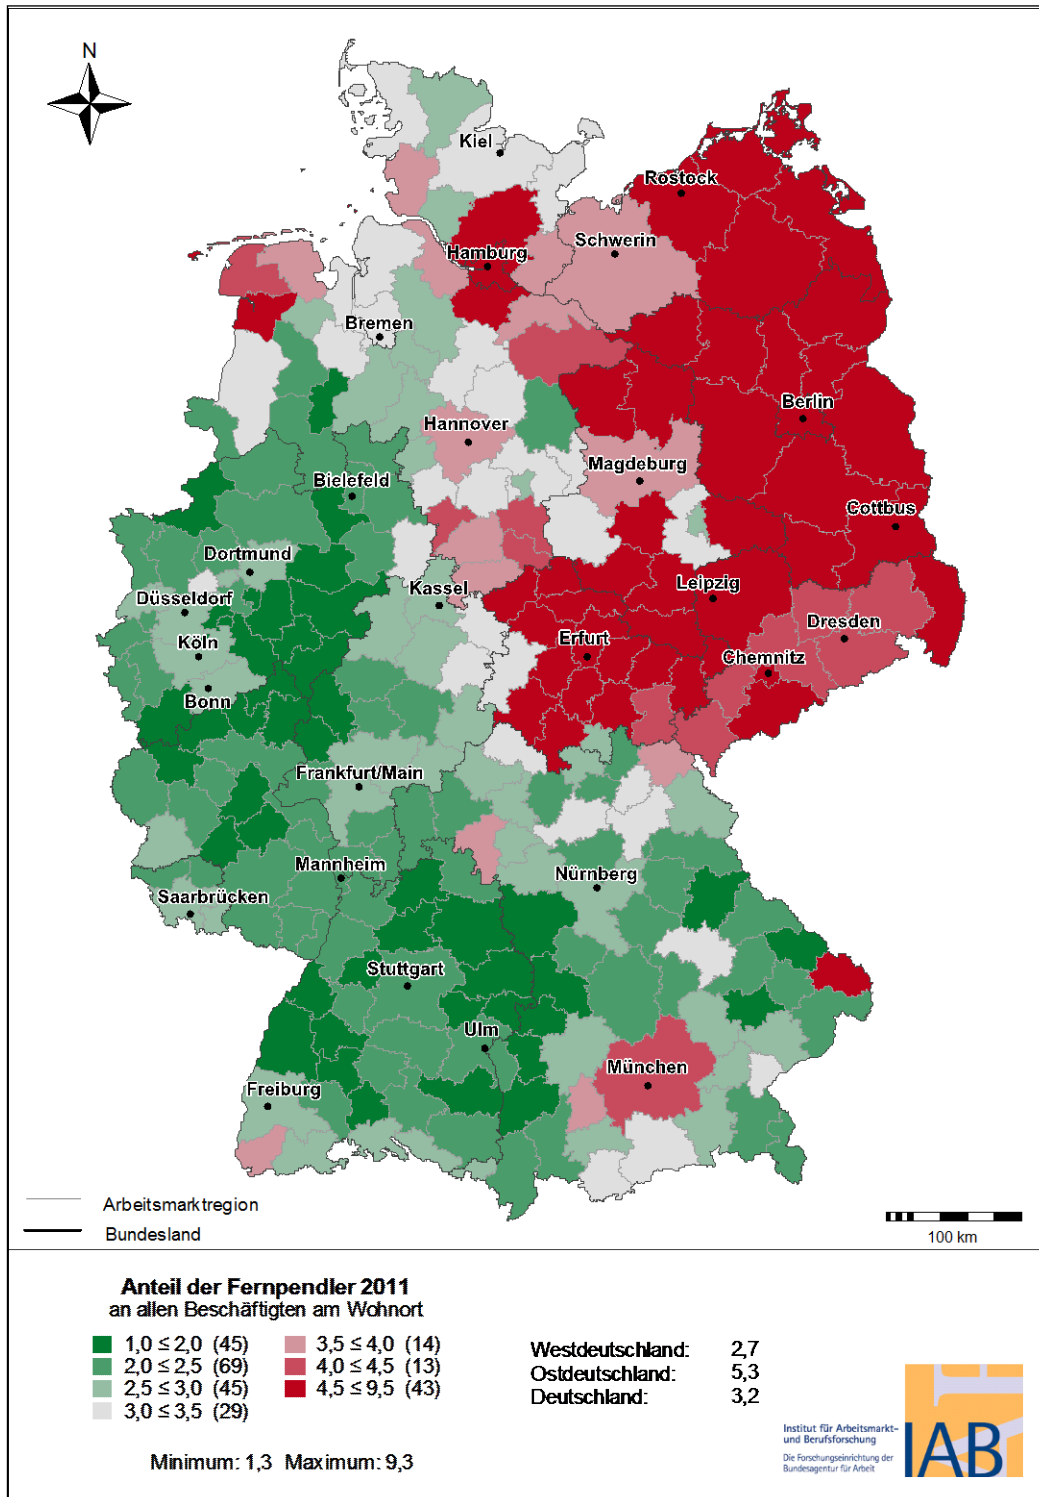 N
Kiel
Rostock
Schwerin
Hamburg
Bremen
Berlin
Hannover
Magdeburg
Bielefeld
Cottbus
Dortmund
Kassel
Leipzig
Düsseldorf
Dresden
Erfurt
Köln
Chemnitz
Bonn
Frankfurt/Main
Mannheim
Nürnberg
Saarbrücken
Stuttgart
Ulm
München
Freiburg
Arbeitsmarktregion
Bundesland
100 km
Anteil der Fernpendler 2011
an allen Beschäftigten am Wohnort
1,0 ≤ 2,0 (45)
2,0 ≤ 2,5 (69)
2,5 ≤ 3,0 (45)
3,0 ≤ 3,5 (29)
3,5 ≤ 4,0 (14)
4,0 ≤ 4,5 (13)
4,5 ≤ 9,5 (43)
Minimum: 1,3 Maximum: 9,3
Westdeutschland: 2,7
Ostdeutschland: 5,3
Deutschland: 3,2
Institut für Arbeitsmarkt-
und Berufsforschung
Die Forschungseinrichtung der
Bundesagentur für Arbeit
IAB